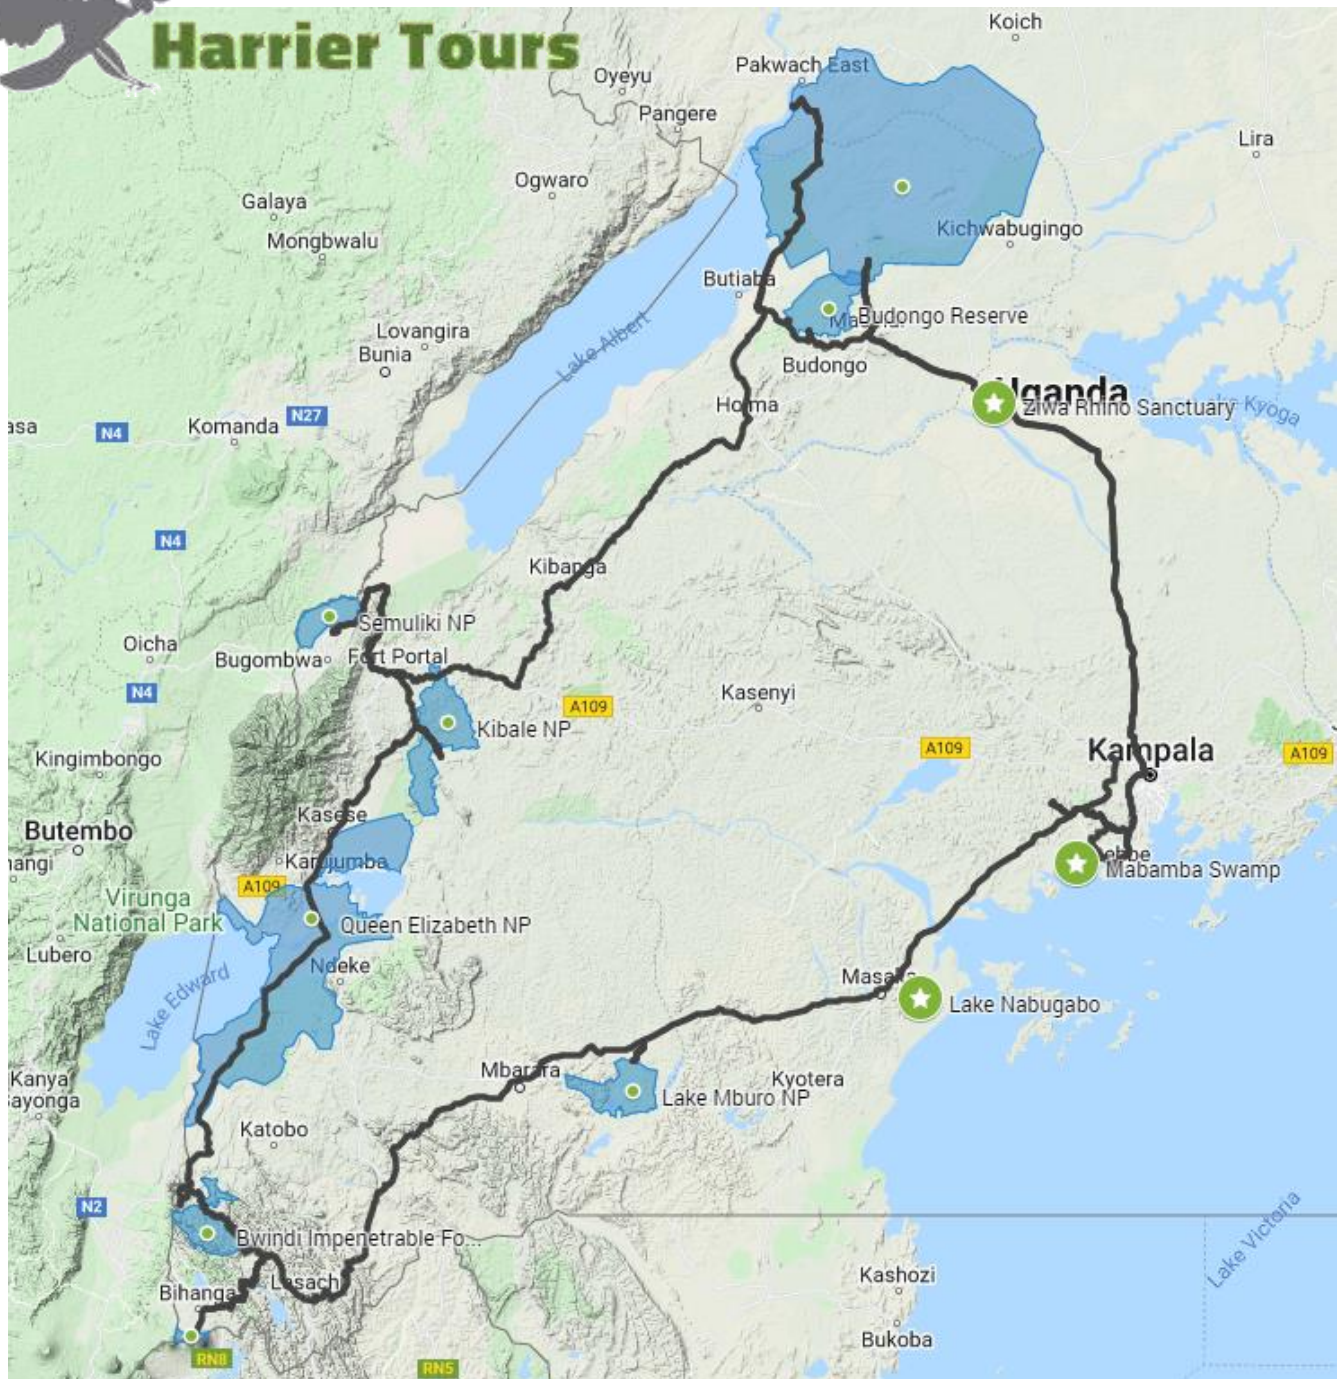 Harrier Tours
Koich
Pakwach East
Oyeyu
Pangere
Lira
Ogwaro
Galaya
Mongbwalu
Kichwabugingo
Butiaba
Lovangira
Bunia
Lake Albert
Budongo Reserve
Budongo
Uganda
Ziwa Rhino Sanctuary
Kyoga
Hoima
N27
asa
N4
Komanda
N4
Kibanga
Semuliki NP
Oicha
Bugombwa
Fort Portal
N4
A109
Kasenyi
Kibale NP
Kingimbongo
A109
Kampala
A109
Kasese
Butembo
nangi
Karujumba
A109
Mabamba Swamp
Virunga
National Park
Queen Elizabeth NP
Lubero
Ndeke
Lake Edward
Masaka
Lake Nabugabo
Kanya
Bayonga
Mbarara
Kyotera
Lake Mburo NP
Katobo
N2
Bwindi Impenetrable Fo...
Lake Victoria
Bihanga
Kashozi
Bukoba
RN8
RN5